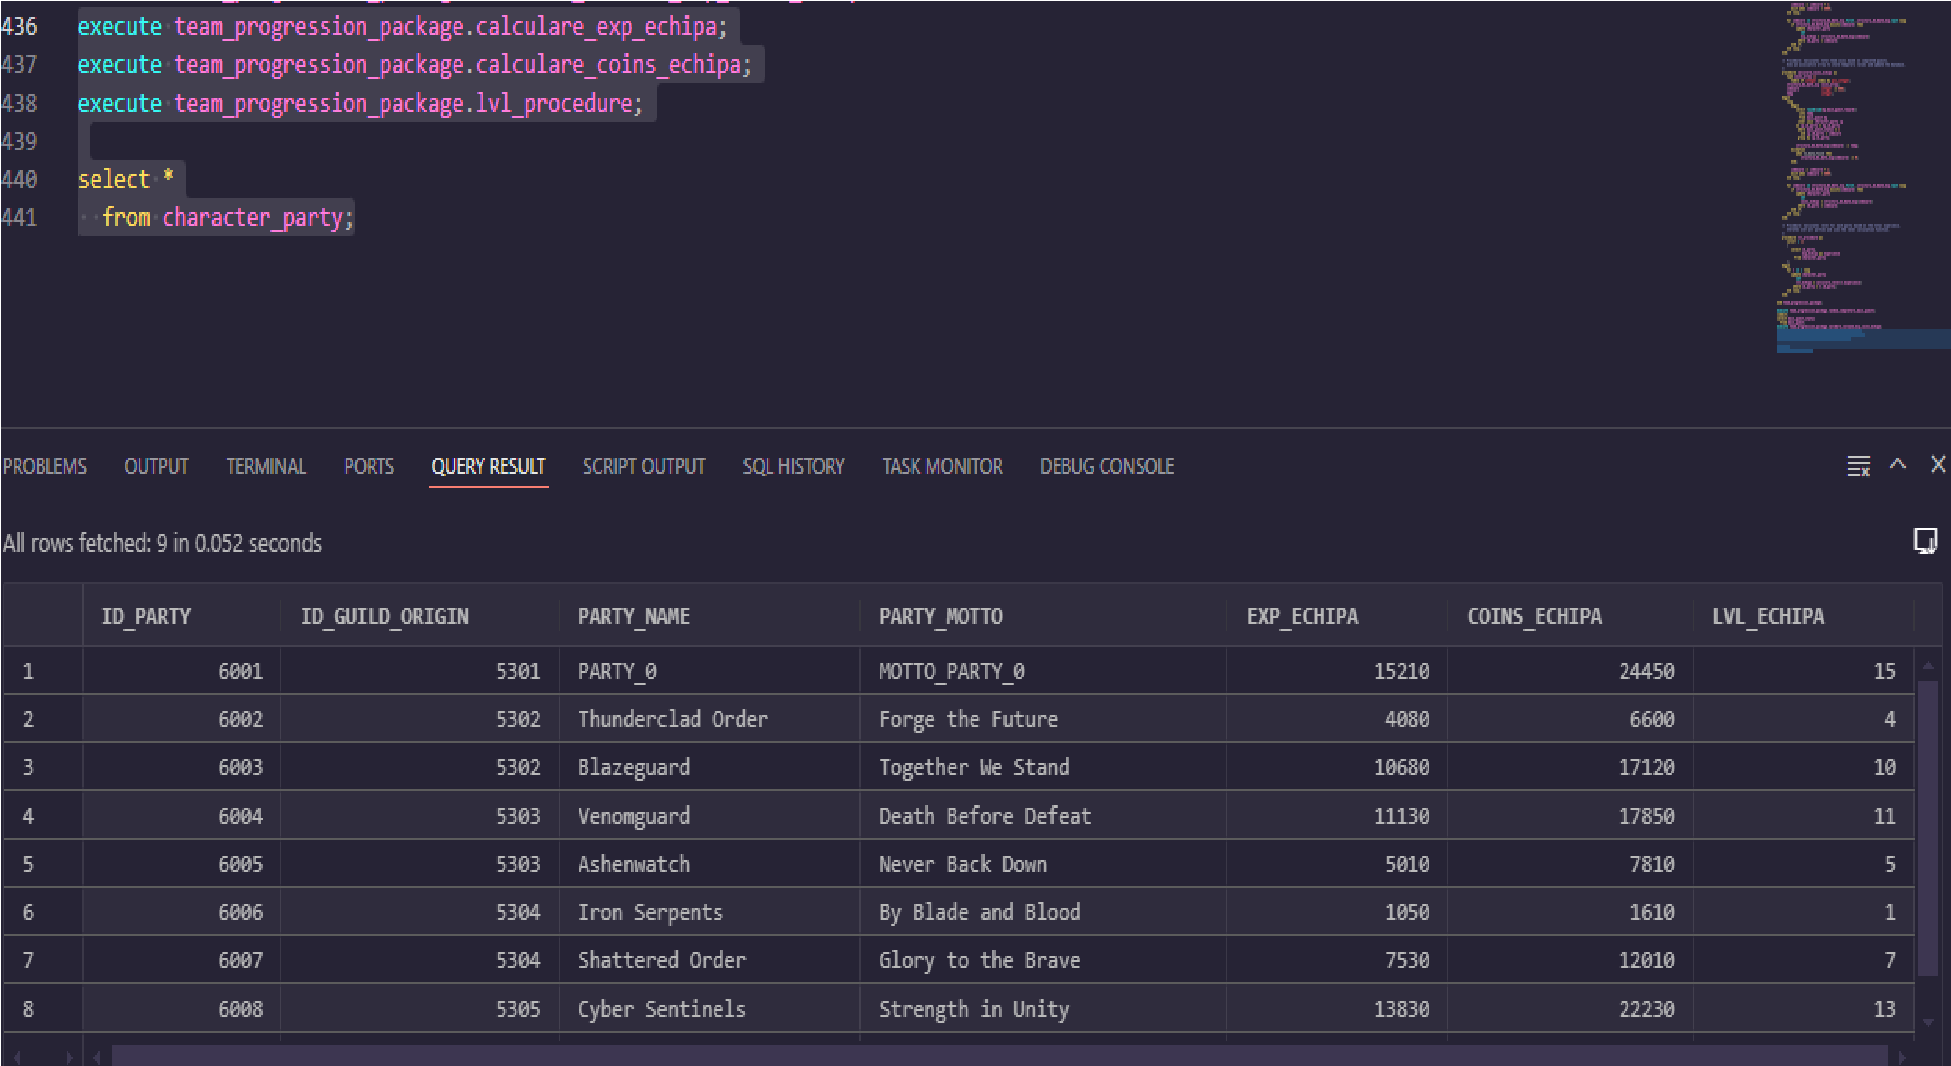 436 execute team_progression_package.calculare_exp_echipa;
437 execute team_progression_package.calculare_coins_echipa;
438 execute team_progression_package.lvl_procedure;
439
440 select *
441 from character_party;
PROBLEMS OUTPUT TERMINAL PORTS QUERY RESULT SCRIPT OUTPUT SQL HISTORY TASK MONITOR DEBUG CONSOLE
All rows fetched: 9 in 0.052 seconds
ID_PARTY ID_GUILD_ORIGIN PARTY_NAME PARTY_MOTTO EXP_ECHIPA COINS_ECHIPA LVL_ECHIPA
1 6001 5301 PARTY_0 MOTTO_PARTY_0 15210 24450 15
2 6002 5302 Thunderclad Order Forge the Future 4080 6600 4
3 6003 5302 Blazeguard Together We Stand 10680 17120 10
4 6004 5303 Venomguard Death Before Defeat 11130 17850 11
5 6005 5303 Ashenwatch Never Back Down 5010 7810 5
6 6006 5304 Iron Serpents By Blade and Blood 1050 1610 1
7 6007 5304 Shattered Order Glory to the Brave 7530 12010 7
8 6008 5305 Cyber Sentinels Strength in Unity 13830 22230 13